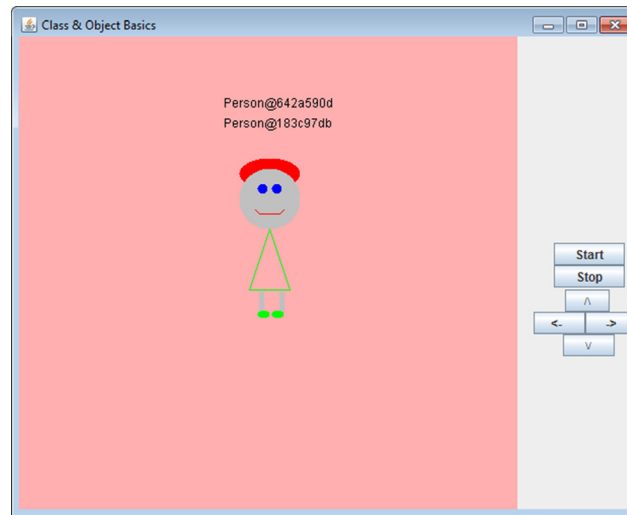 Class & Object Basics
Person@642a590d
Person@183c97db
Start
Stop
^
<- ->
v